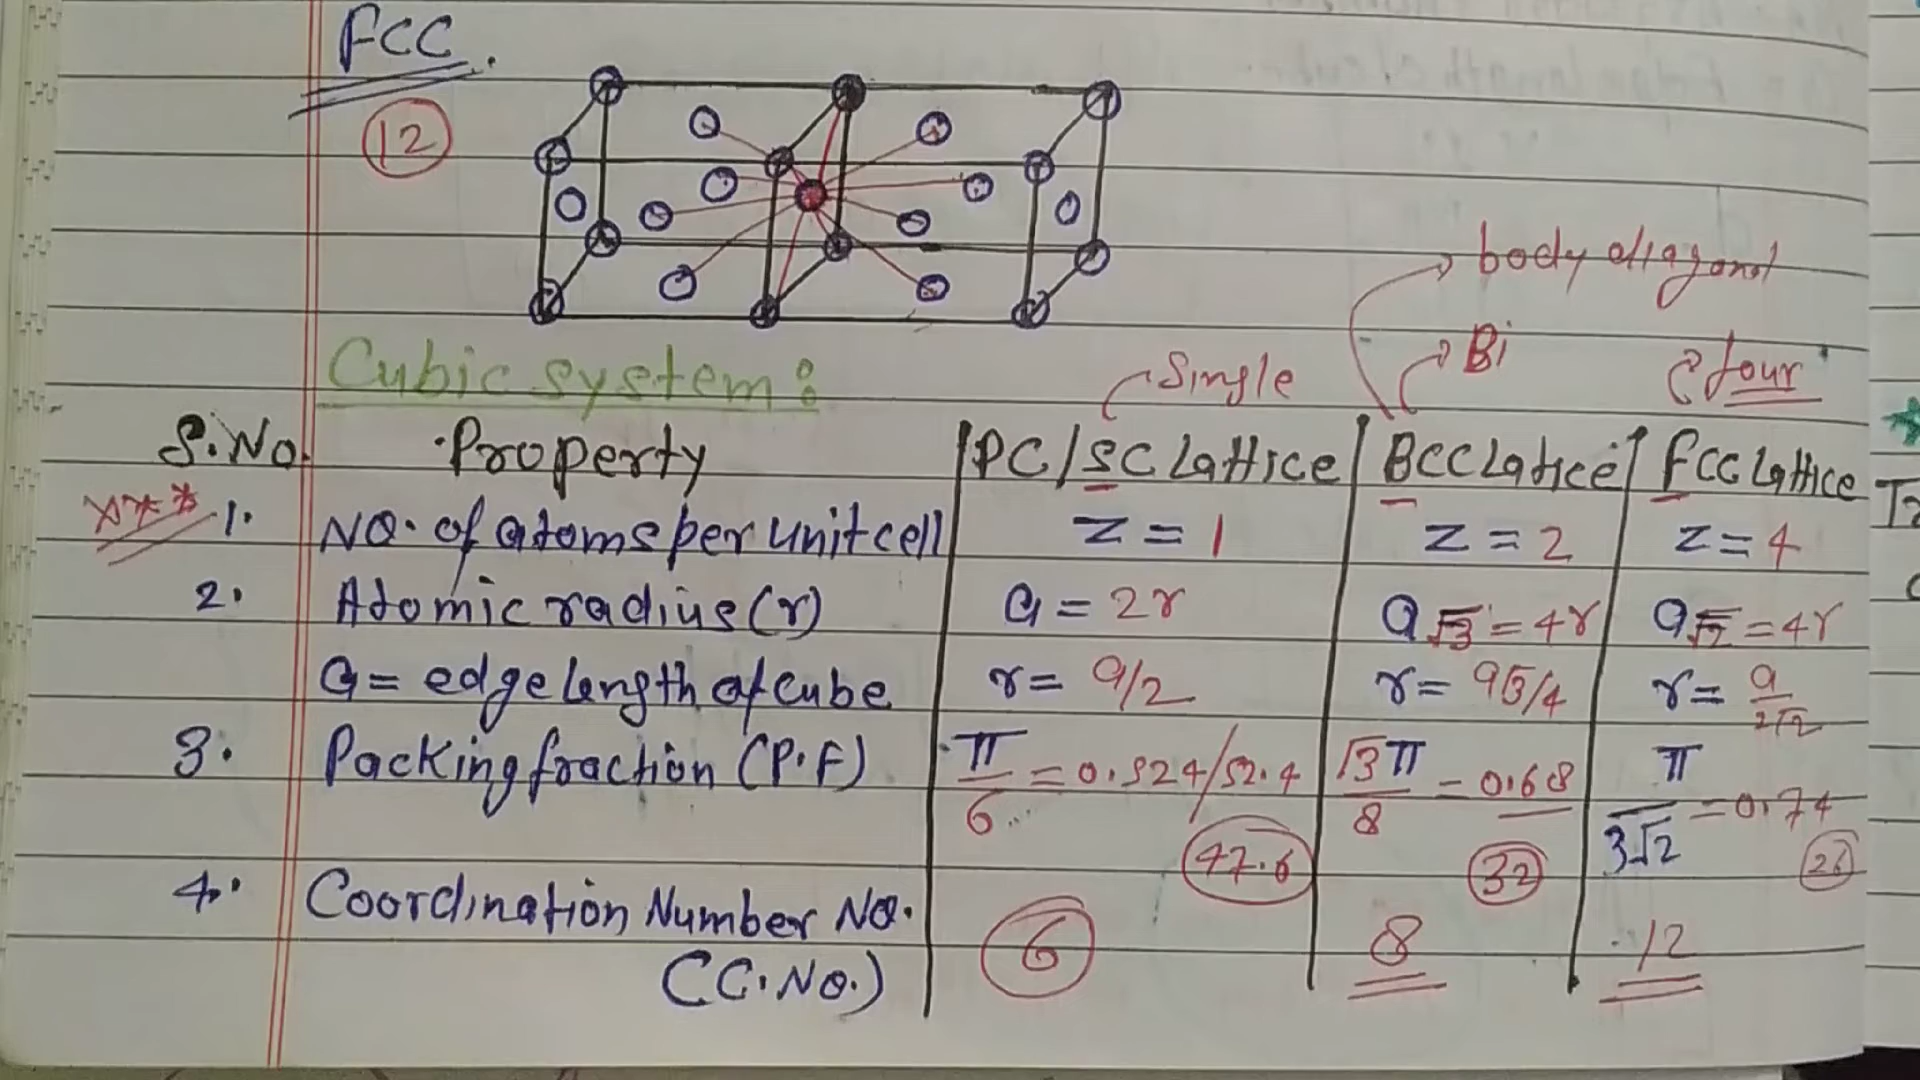 FCC.
12
body diagonal
Bi
Single
four
Cubic system:
S.No. Property PC/SC Lattice BCC Latice FCC Lattice
1. NO. of atoms per unit cell Z = 1 Z = 2 Z = 4
2. Atomic radius (r) a = 2r a√3 = 4r a√2 = 4r
a = edge length of cube r = a/2 r = a√3/4 r = a/2√2
3. Packing fraction (P.F) π/6 = 0.524/52.4 √3π/8 = 0.68 π/3√2 = 0.74
47.6 32 26
4. Coordination Number NO. 6 8 12
(C.NO.)